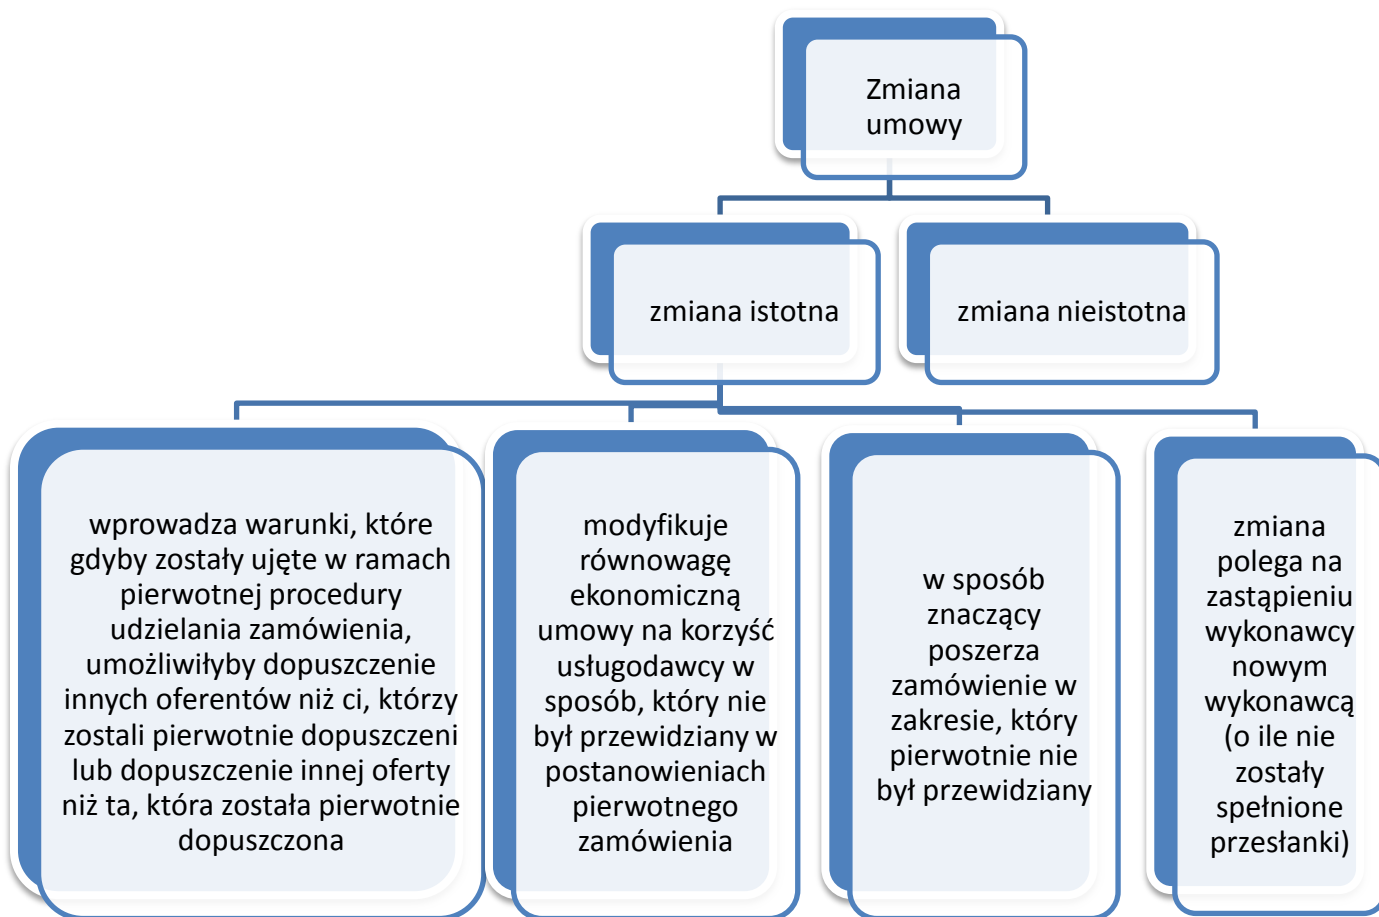 Zmiana
umowy
zmiana istotna
zmiana nieistotna
wprowadza warunki, które
gdyby zostały ujęte w ramach
pierwotnej procedury
udzielania zamówienia,
umożliwiłyby dopuszczenie
innych oferentów niż ci, którzy
zostali pierwotnie dopuszczeni
lub dopuszczenie innej oferty
niż ta, która została pierwotnie
dopuszczona
modyfikuje
równowagę
ekonomiczną
umowy na korzyść
usługodawcy w
sposób, który nie
był przewidziany w
postanowieniach
pierwotnego
zamówienia
w sposób
znaczący
poszerza
zamówienie w
zakresie, który
pierwotnie nie
był przewidziany
zmiana
polega na
zastąpieniu
wykonawcy
nowym
wykonawcą
(o ile nie
zostały
spełnione
przesłanki)